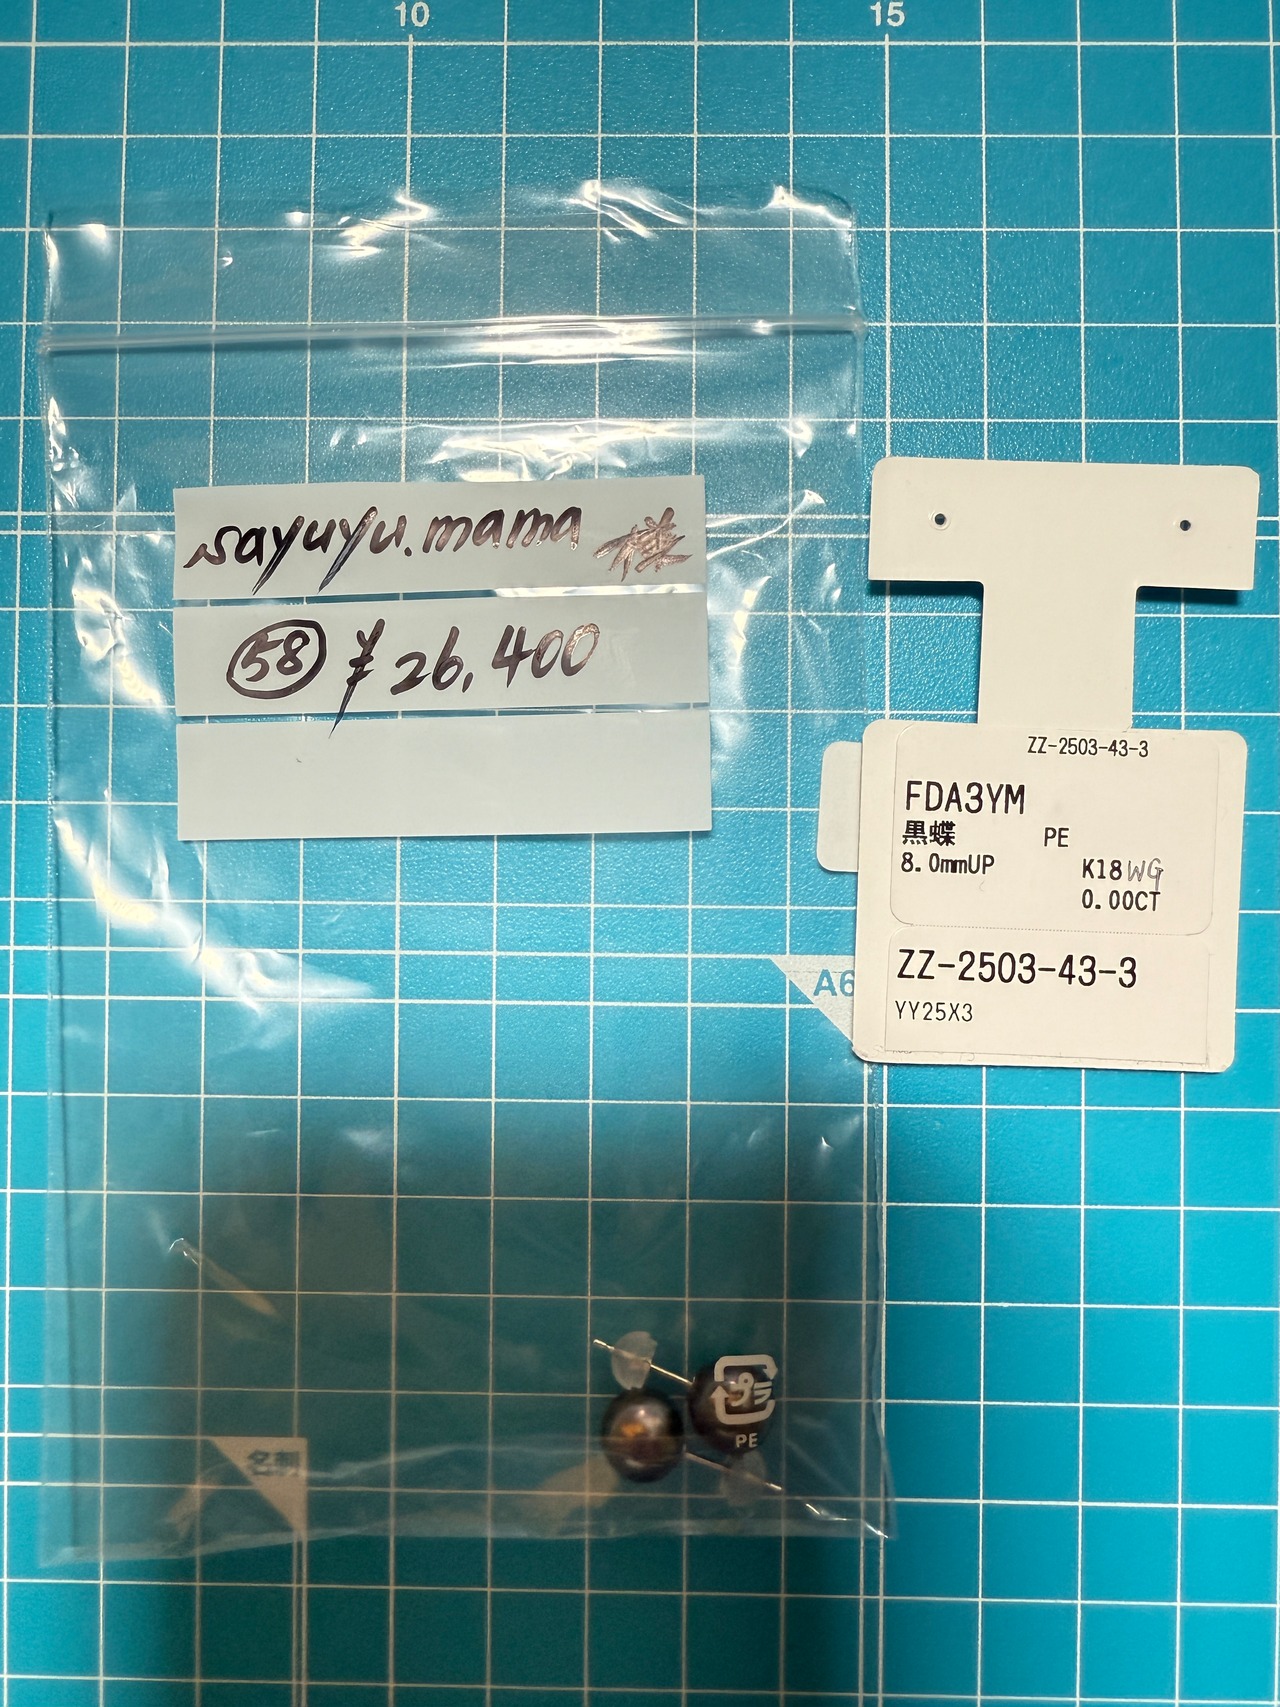 10
15
sayuyu.mama 様
58 ¥26,400
ZZ-2503-43-3
FDA3YM
黒蝶 PE
8.0mmUP K18WG
0.00CT
ZZ-2503-43-3
YY25X3
A6
プラ
PE
名刺